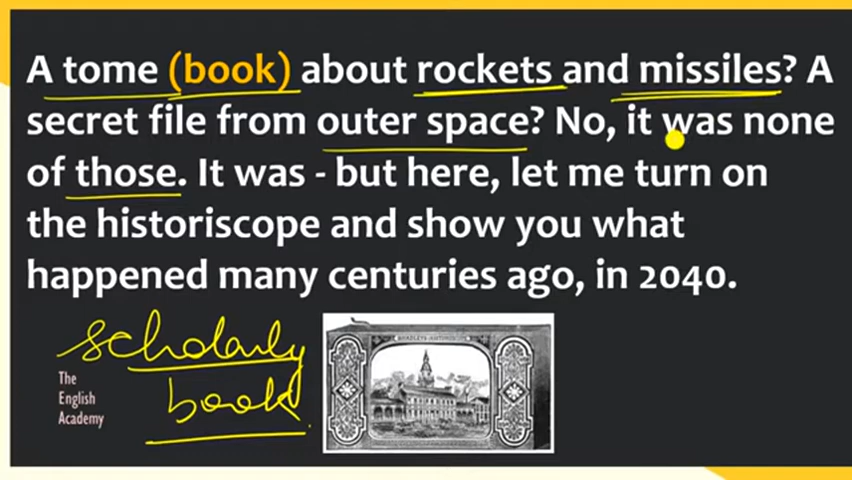 A tome (book) about rockets and missiles? A
secret file from outer space? No, it was none
of those. It was - but here, let me turn on
the historiscope and show you what
happened many centuries ago, in 2040.
scholarly
book
The
English
Academy